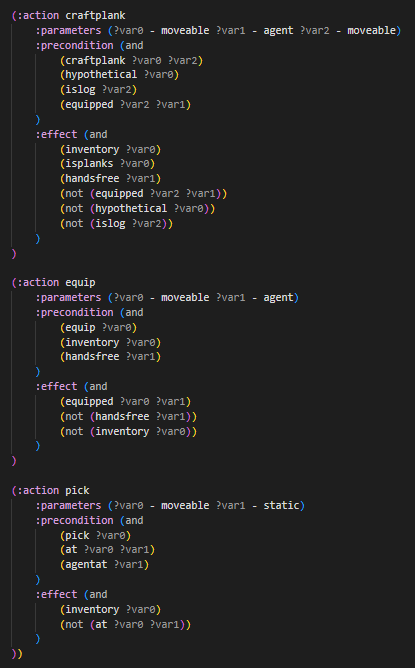 (:action craftplank
    :parameters (?var0 - moveable ?var1 - agent ?var2 - moveable)
    :precondition (and
        (craftplank ?var0 ?var2)
        (hypothetical ?var0)
        (islog ?var2)
        (equipped ?var2 ?var1)
    )
    :effect (and
        (inventory ?var0)
        (isplanks ?var0)
        (handsfree ?var1)
        (not (equipped ?var2 ?var1))
        (not (hypothetical ?var0))
        (not (islog ?var2))
    )
)

(:action equip
    :parameters (?var0 - moveable ?var1 - agent)
    :precondition (and
        (equip ?var0)
        (inventory ?var0)
        (handsfree ?var1)
    )
    :effect (and
        (equipped ?var0 ?var1)
        (not (handsfree ?var1))
        (not (inventory ?var0))
    )
)

(:action pick
    :parameters (?var0 - moveable ?var1 - static)
    :precondition (and
        (pick ?var0)
        (at ?var0 ?var1)
        (agentat ?var1)
    )
    :effect (and
        (inventory ?var0)
        (not (at ?var0 ?var1))
    )
))